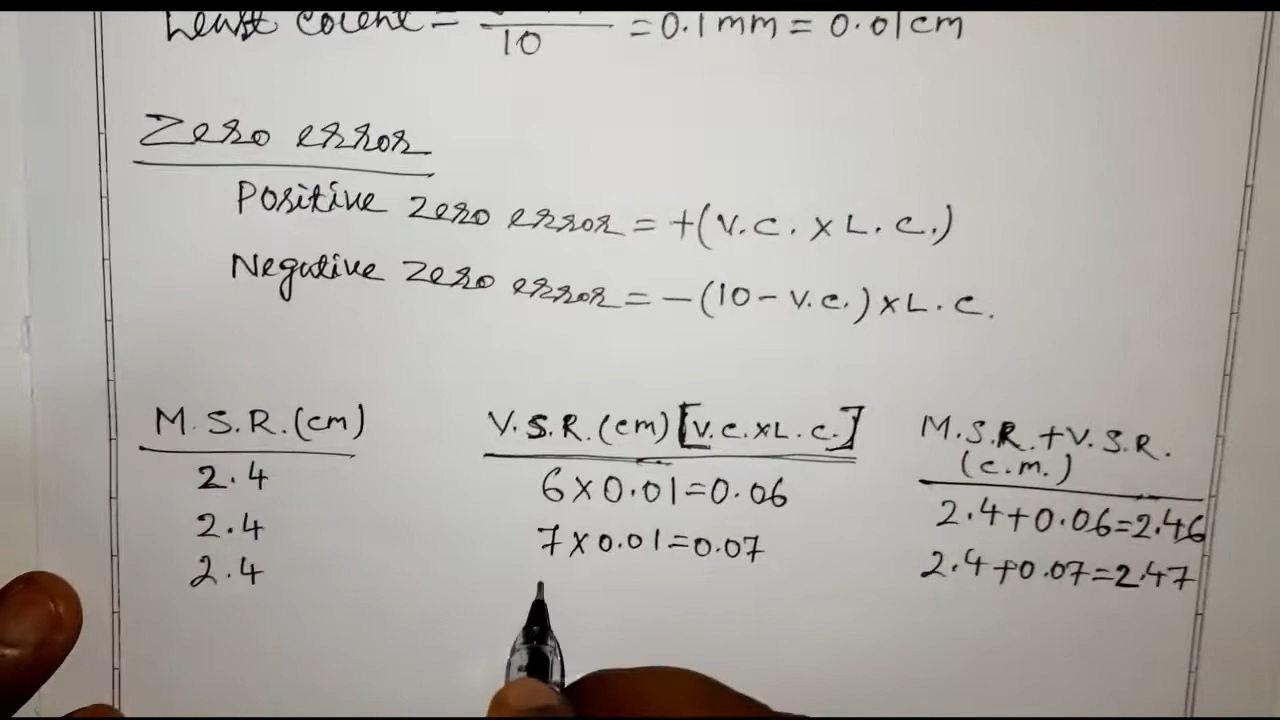 Least count = 10 = 0.1 mm = 0.01 cm
Zero error
Positive zero error = +(V.C. x L.C.)
Negative zero error = -(10 - V.C.) x L.C.
M.S.R. (cm) V.S.R. (cm) [V.C. x L.C.] M.S.R. + V.S.R. (c.m.)
2.4 6 x 0.01 = 0.06 2.4 + 0.06 = 2.46
2.4 7 x 0.01 = 0.07 2.4 + 0.07 = 2.47
2.4